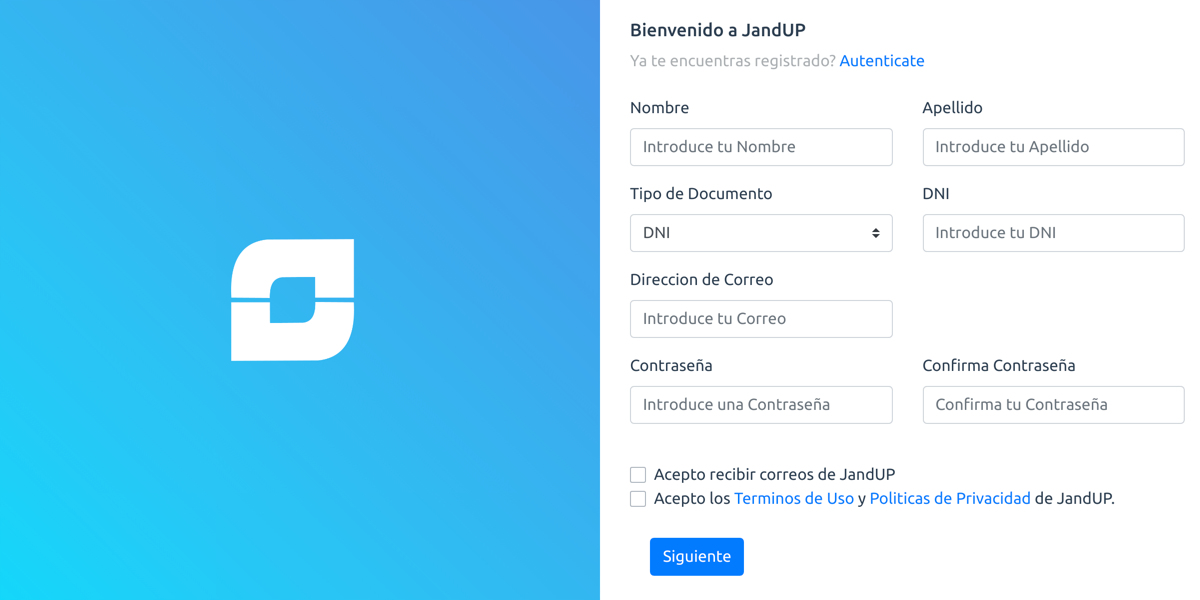 Bienvenido a JandUP
Ya te encuentras registrado? Autenticate
Nombre
Apellido
Introduce tu Nombre
Introduce tu Apellido
Tipo de Documento
DNI
DNI
Introduce tu DNI
Direccion de Correo
Introduce tu Correo
Contraseña
Confirma Contraseña
Introduce una Contraseña
Confirma tu Contraseña
Acepto recibir correos de JandUP
Acepto los Terminos de Uso y Politicas de Privacidad de JandUP.
Siguiente